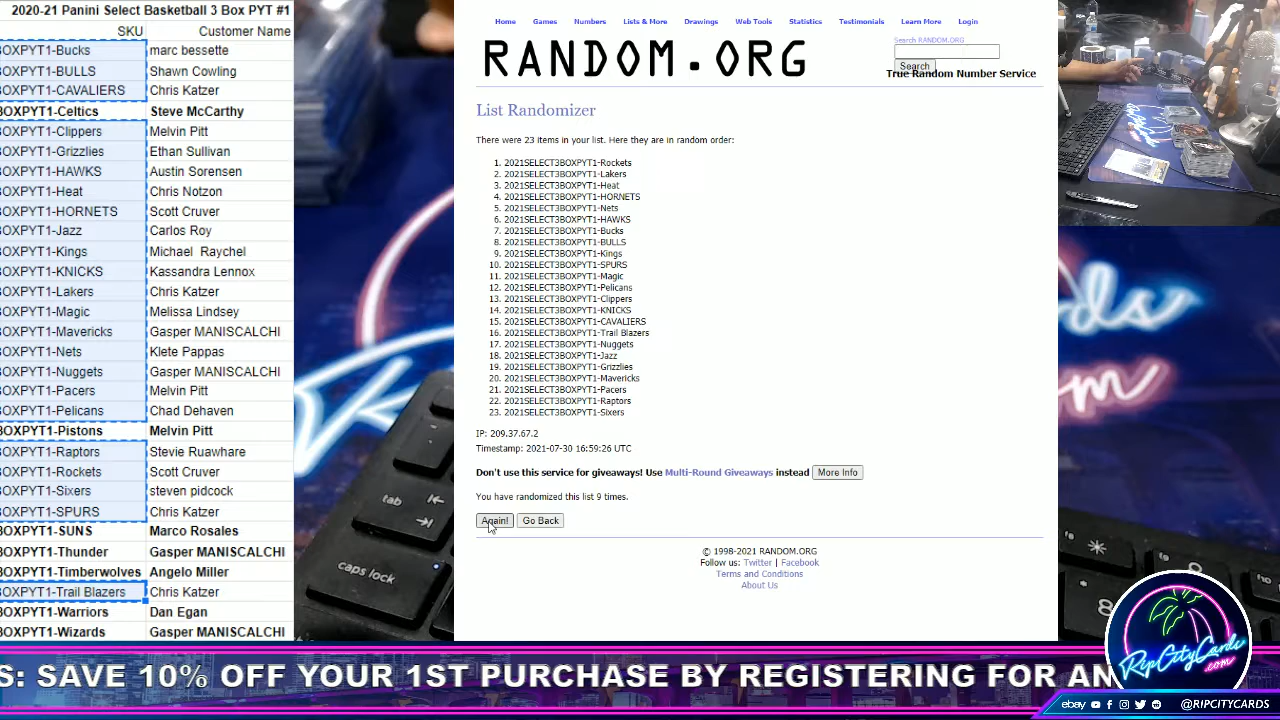 2020-21 Panini Select Basketball 3 Box PYT #1
SKU Customer Name
BOXPYT1-Bucks marc bessette
BOXPYT1-BULLS Shawn Cowling
BOXPYT1-CAVALIERS Chris Katzer
BOXPYT1-Celtics Steve McCarthy
BOXPYT1-Clippers Melvin Pitt
BOXPYT1-Grizzlies Ethan Sullivan
BOXPYT1-HAWKS Austin Sorensen
BOXPYT1-Heat Chris Notzon
BOXPYT1-HORNETS Scott Cruver
BOXPYT1-Jazz Carlos Roy
BOXPYT1-Kings Michael Raychel
BOXPYT1-KNICKS Kassandra Lennox
BOXPYT1-Lakers Chris Katzer
BOXPYT1-Magic Melissa Lindsey
BOXPYT1-Mavericks Gasper MANISCALCHI
BOXPYT1-Nets Klete Pappas
BOXPYT1-Nuggets Gasper MANISCALCHI
BOXPYT1-Pacers Melvin Pitt
BOXPYT1-Pelicans Chad Dehaven
BOXPYT1-Pistons Melvin Pitt
BOXPYT1-Raptors Stevie Ruawhare
BOXPYT1-Rockets Scott Cruver
BOXPYT1-Sixers steven pidcock
BOXPYT1-SPURS Chris Katzer
BOXPYT1-SUNS Marco Rosales
BOXPYT1-Thunder Gasper MANISCALCHI
BOXPYT1-Timberwolves Angelo Miller
BOXPYT1-Trail Blazers Chris Katzer
BOXPYT1-Warriors Dan Egan
BOXPYT1-Wizards Gasper MANISCALCHI
Home Games Numbers Lists & More Drawings Web Tools Statistics Testimonials Learn More Login
RANDOM.ORG
Search RANDOM.ORG
Search
True Random Number Service
List Randomizer
There were 23 items in your list. Here they are in random order:
1. 2021SELECT3BOXPYT1-Rockets
2. 2021SELECT3BOXPYT1-Lakers
3. 2021SELECT3BOXPYT1-Heat
4. 2021SELECT3BOXPYT1-HORNETS
5. 2021SELECT3BOXPYT1-Nets
6. 2021SELECT3BOXPYT1-HAWKS
7. 2021SELECT3BOXPYT1-Bucks
8. 2021SELECT3BOXPYT1-BULLS
9. 2021SELECT3BOXPYT1-Kings
10. 2021SELECT3BOXPYT1-SPURS
11. 2021SELECT3BOXPYT1-Magic
12. 2021SELECT3BOXPYT1-Pelicans
13. 2021SELECT3BOXPYT1-Clippers
14. 2021SELECT3BOXPYT1-KNICKS
15. 2021SELECT3BOXPYT1-CAVALIERS
16. 2021SELECT3BOXPYT1-Trail Blazers
17. 2021SELECT3BOXPYT1-Nuggets
18. 2021SELECT3BOXPYT1-Jazz
19. 2021SELECT3BOXPYT1-Grizzlies
20. 2021SELECT3BOXPYT1-Mavericks
21. 2021SELECT3BOXPYT1-Pacers
22. 2021SELECT3BOXPYT1-Raptors
23. 2021SELECT3BOXPYT1-Sixers
IP: 209.37.67.2
Timestamp: 2021-07-30 16:59:26 UTC
Don't use this service for giveaways! Use Multi-Round Giveaways instead More Info
You have randomized this list 9 times.
Again! Go Back
© 1998-2021 RANDOM.ORG
Follow us: Twitter | Facebook
Terms and Conditions
About Us
tab
caps lock
RipCityCards
.com
S: SAVE 10% OFF YOUR 1ST PURCHASE BY REGISTERING FOR AN
ebay @RIPCITYCARDS